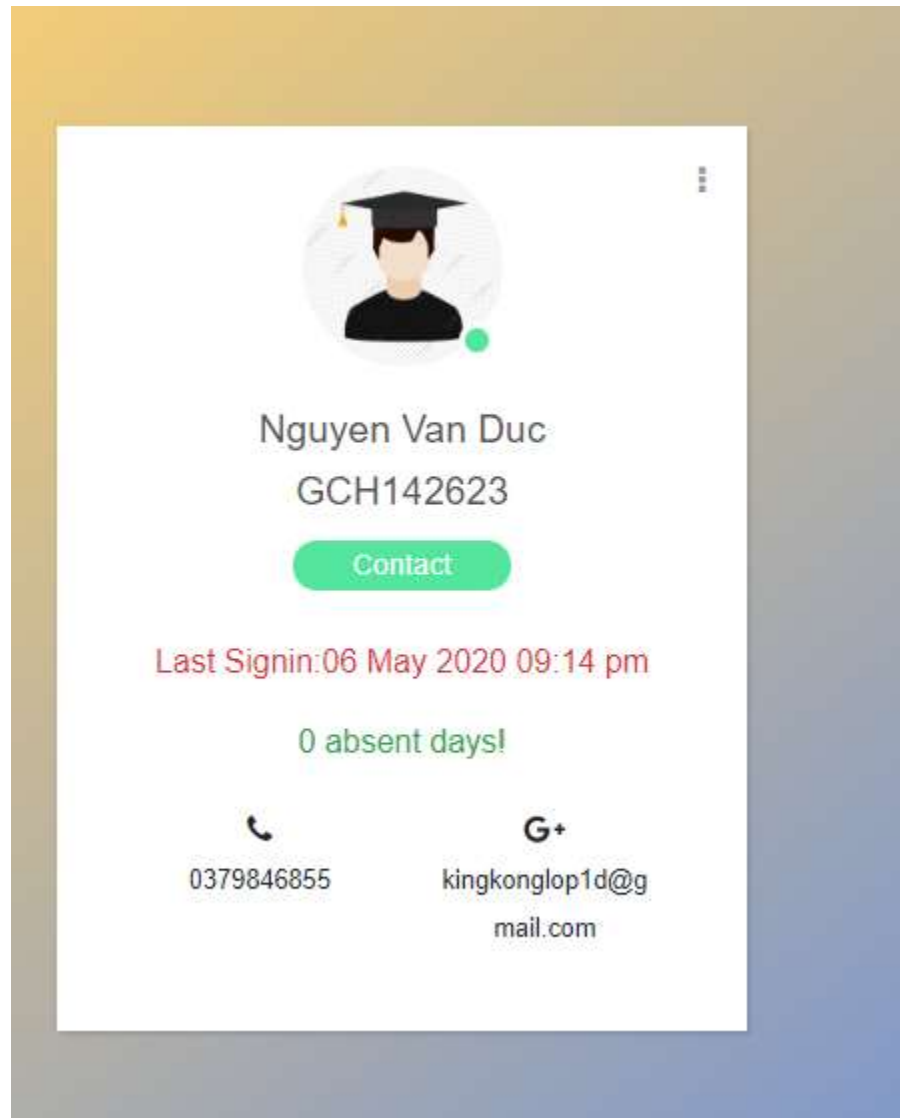 Nguyen Van Duc
GCH142623
Contact
Last Signin:06 May 2020 09:14 pm
0 absent days!
G+
0379846855
kingkonglop1d@g
mail.com